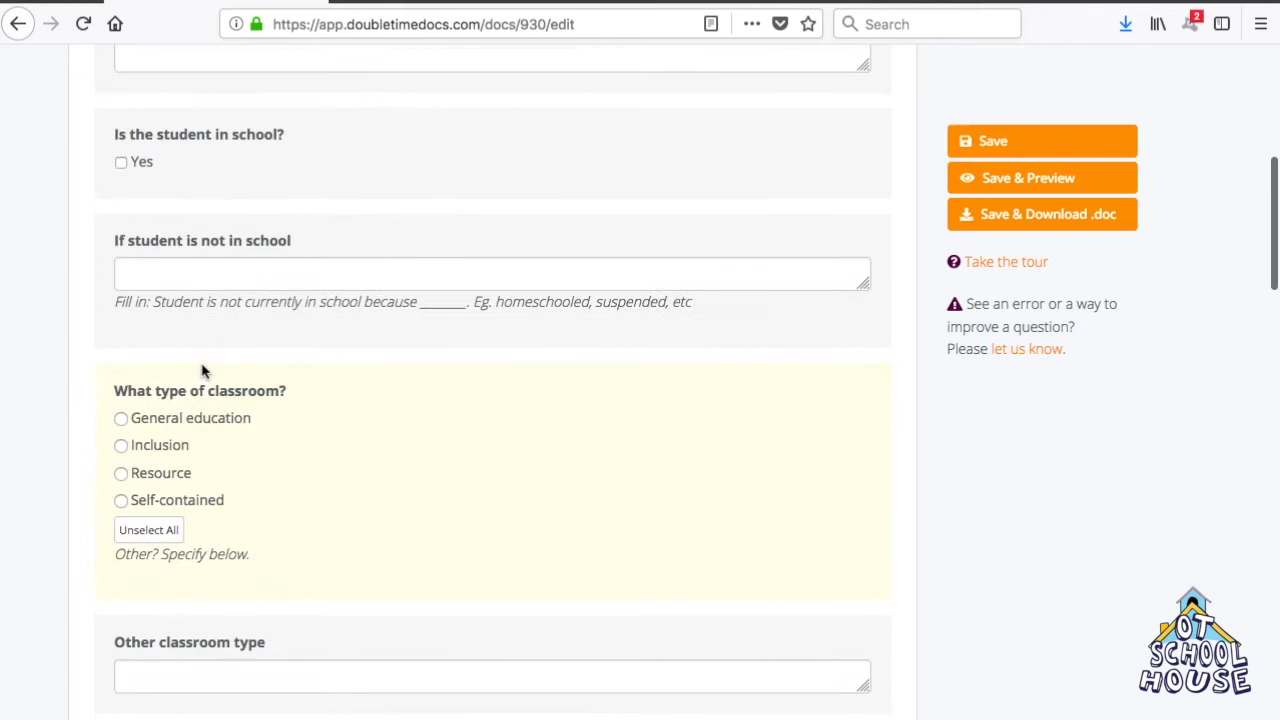 https://app.doubletimedocs.com/docs/930/edit
Search
2
Is the student in school?
Yes
If student is not in school
Fill in: Student is not currently in school because _______. Eg. homeschooled, suspended, etc
What type of classroom?
General education
Inclusion
Resource
Self-contained
Unselect All
Other? Specify below.
Other classroom type
Save
Save & Preview
Save & Download .doc
Take the tour
See an error or a way to
improve a question?
Please let us know.
OT
SCHOOL
HOUSE